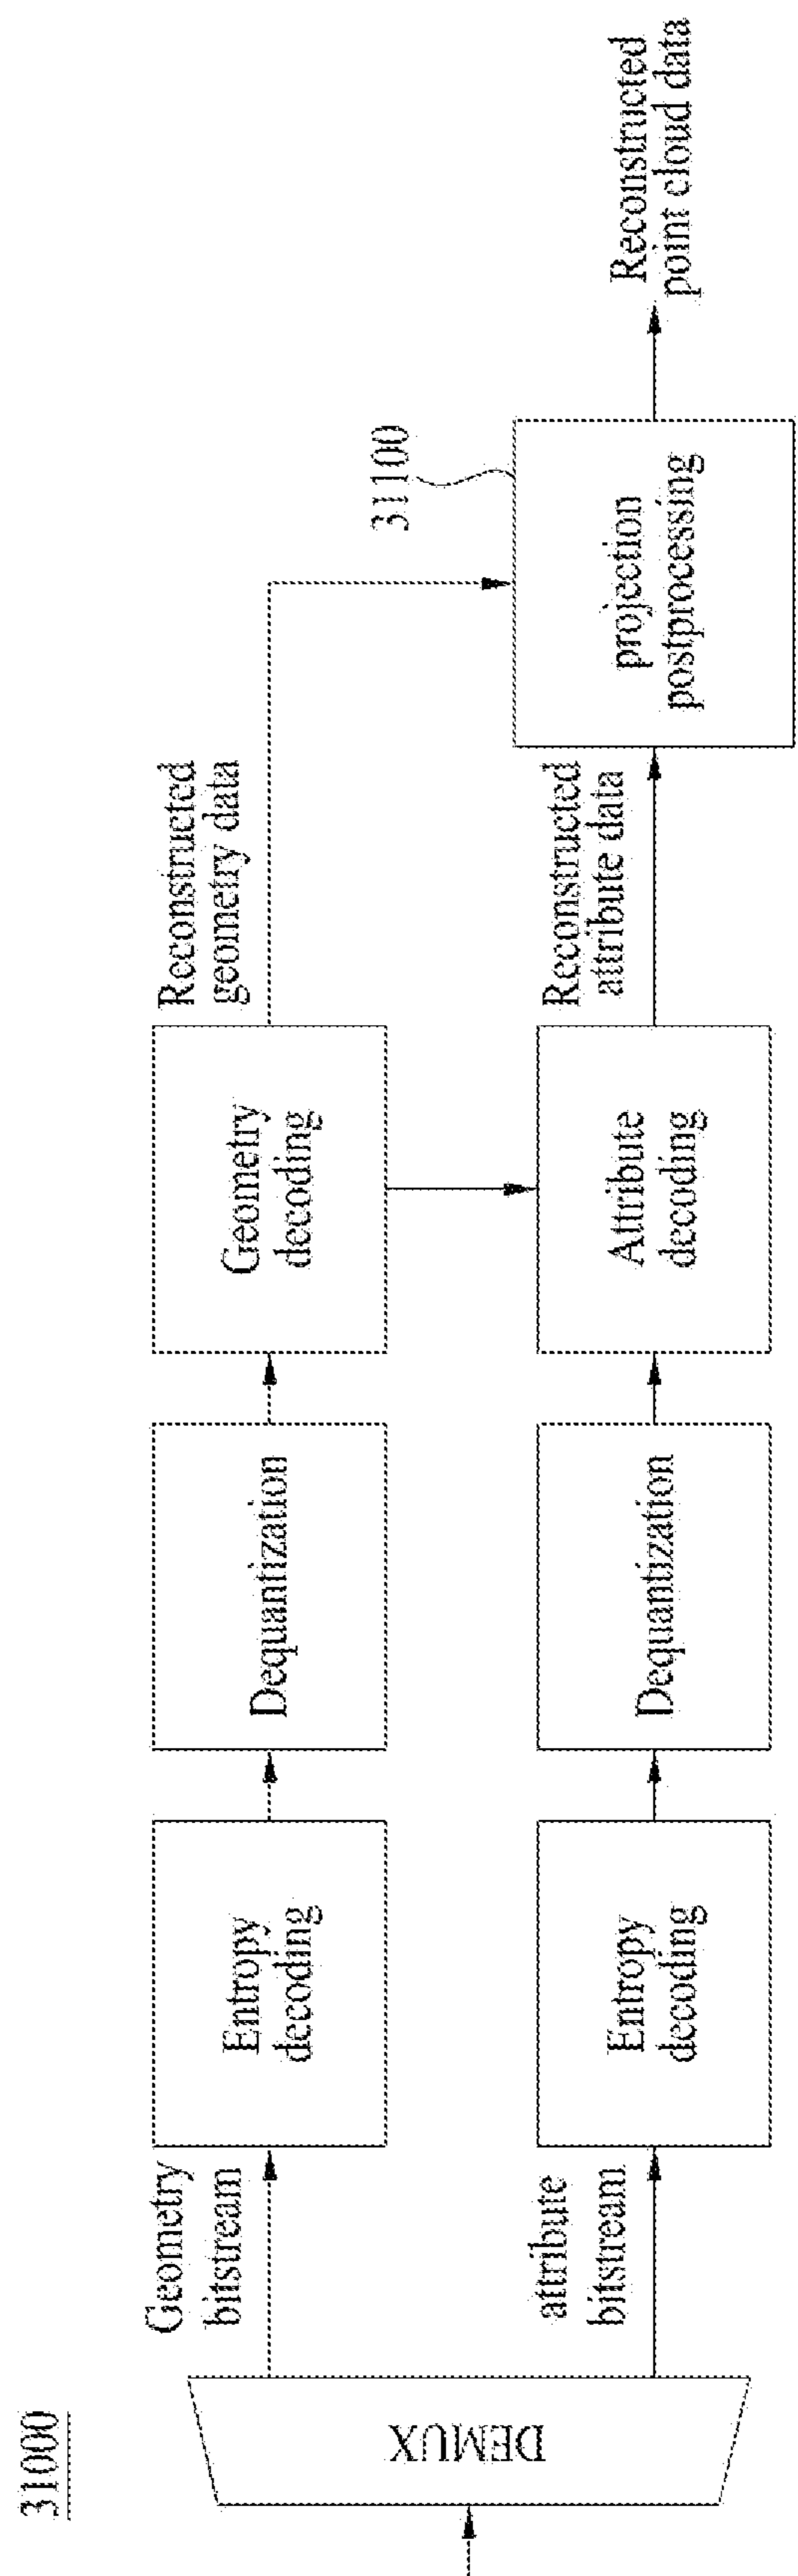 31000
DEMUX
Geometry
bitstream
Entropy
decoding
Dequantization
Geometry
decoding
Reconstructed
geometry data
attribute
bitstream
Entropy
decoding
Dequantization
Attribute
decoding
Reconstructed
attribute data
31100
projection
postprocessing
Reconstructed
point cloud data